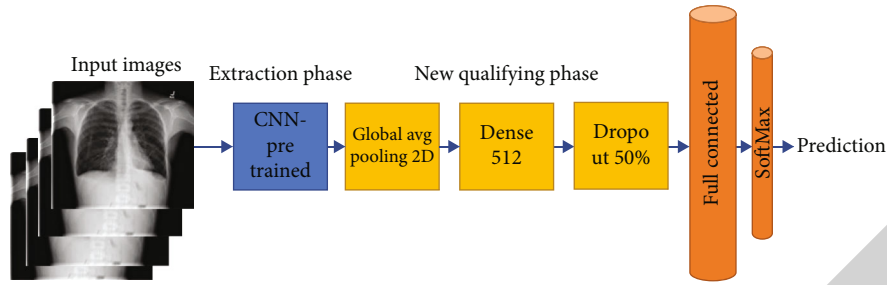 Input images
Extraction phase
New qualifying phase
CNN-
pre
trained
Global avg
pooling 2D
Dense
512
Dropo
ut 50%
Full connected
SoftMax
Prediction